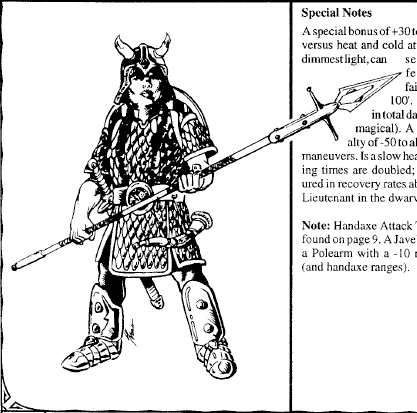 Special Notes
A special bonus of +30 to
versus heat and cold at
dimmest light, can se
fe
fai
100'.
in total da
magical). A
alty of -50 to al
maneuvers. Is a slow hea
ing times are doubled;
ured in recovery rates ab
Lieutenant in the dwarv
Note: Handaxe Attack T
found on page 9. A Jave
a Polearm with a -10 r
(and handaxe ranges).